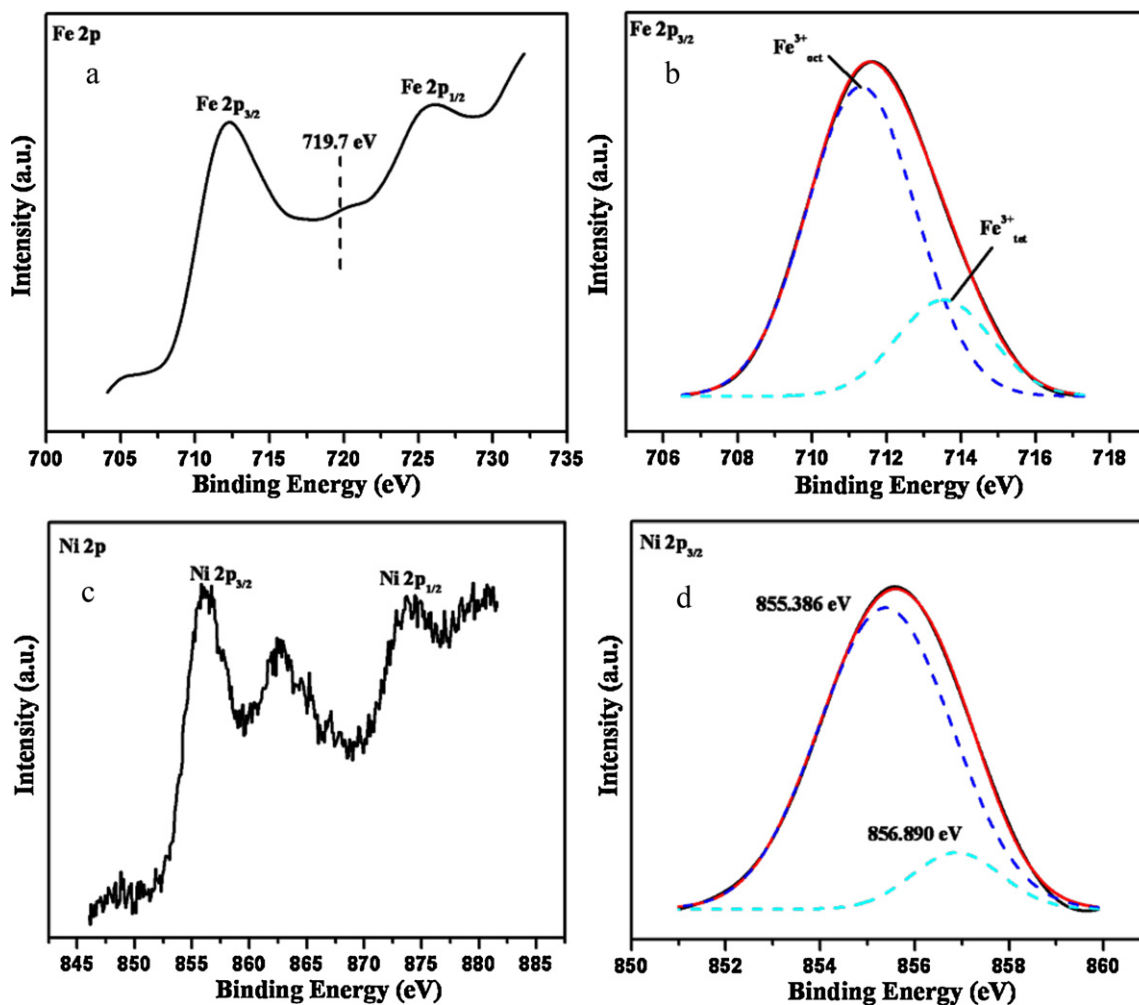 Fe 2p
a
Fe 2p3/2
Fe 2p1/2
719.7 eV
Intensity (a.u.)
700 705 710 715 720 725 730 735
Binding Energy (eV)
Fe 2p3/2
b
Fe3+oct
Fe3+tet
Intensity (a.u.)
706 708 710 712 714 716 718
Binding Energy (eV)
Ni 2p
c
Ni 2p3/2
Ni 2p1/2
Intensity (a.u.)
845 850 855 860 865 870 875 880 885
Binding Energy (eV)
Ni 2p3/2
d
855.386 eV
856.890 eV
Intensity (a.u.)
850 852 854 856 858 860
Binding Energy (eV)